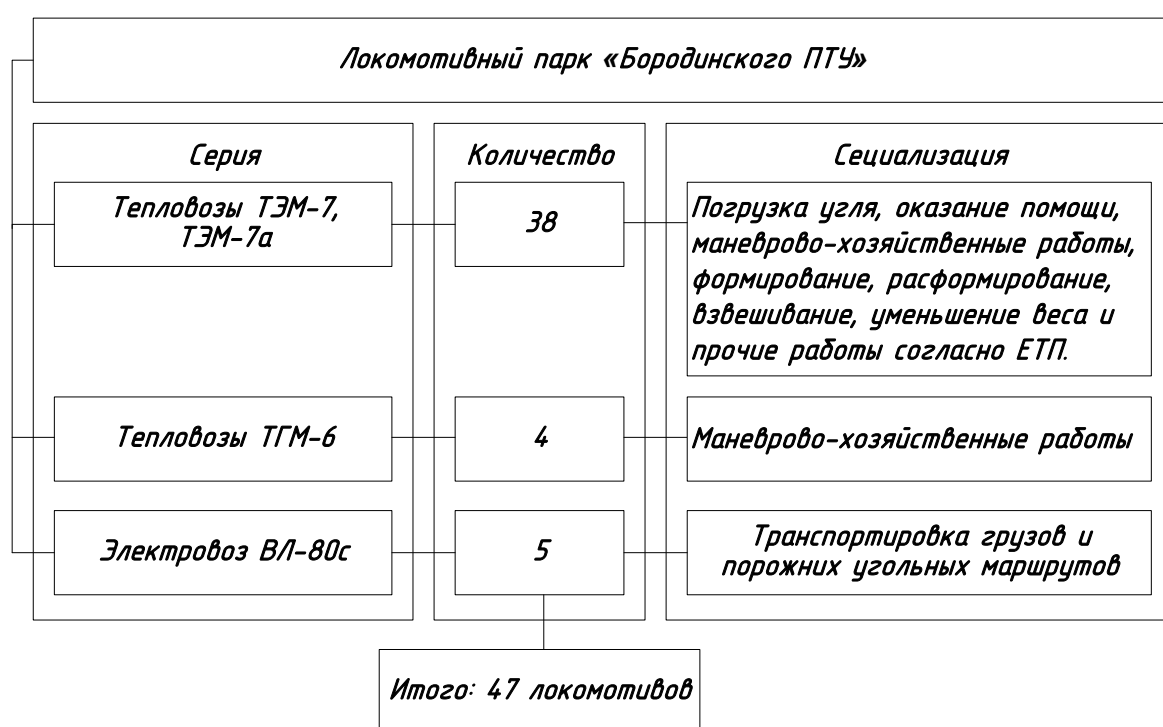 Локомотивный парк «Бородинского ПТУ»
Серия
Количество
Сециализация
Тепловозы ТЭМ-7,
ТЭМ-7а
38
Погрузка угля, оказание помощи,
маневрово-хозяйственные работы,
формирование, расформирование,
взвешивание, уменьшение веса и
прочие работы согласно ЕТП.
Тепловозы ТГМ-6
4
Маневрово-хозяйственные работы
Электровоз ВЛ-80с
5
Транспортировка грузов и
порожних угольных маршрутов
Итого: 47 локомотивов